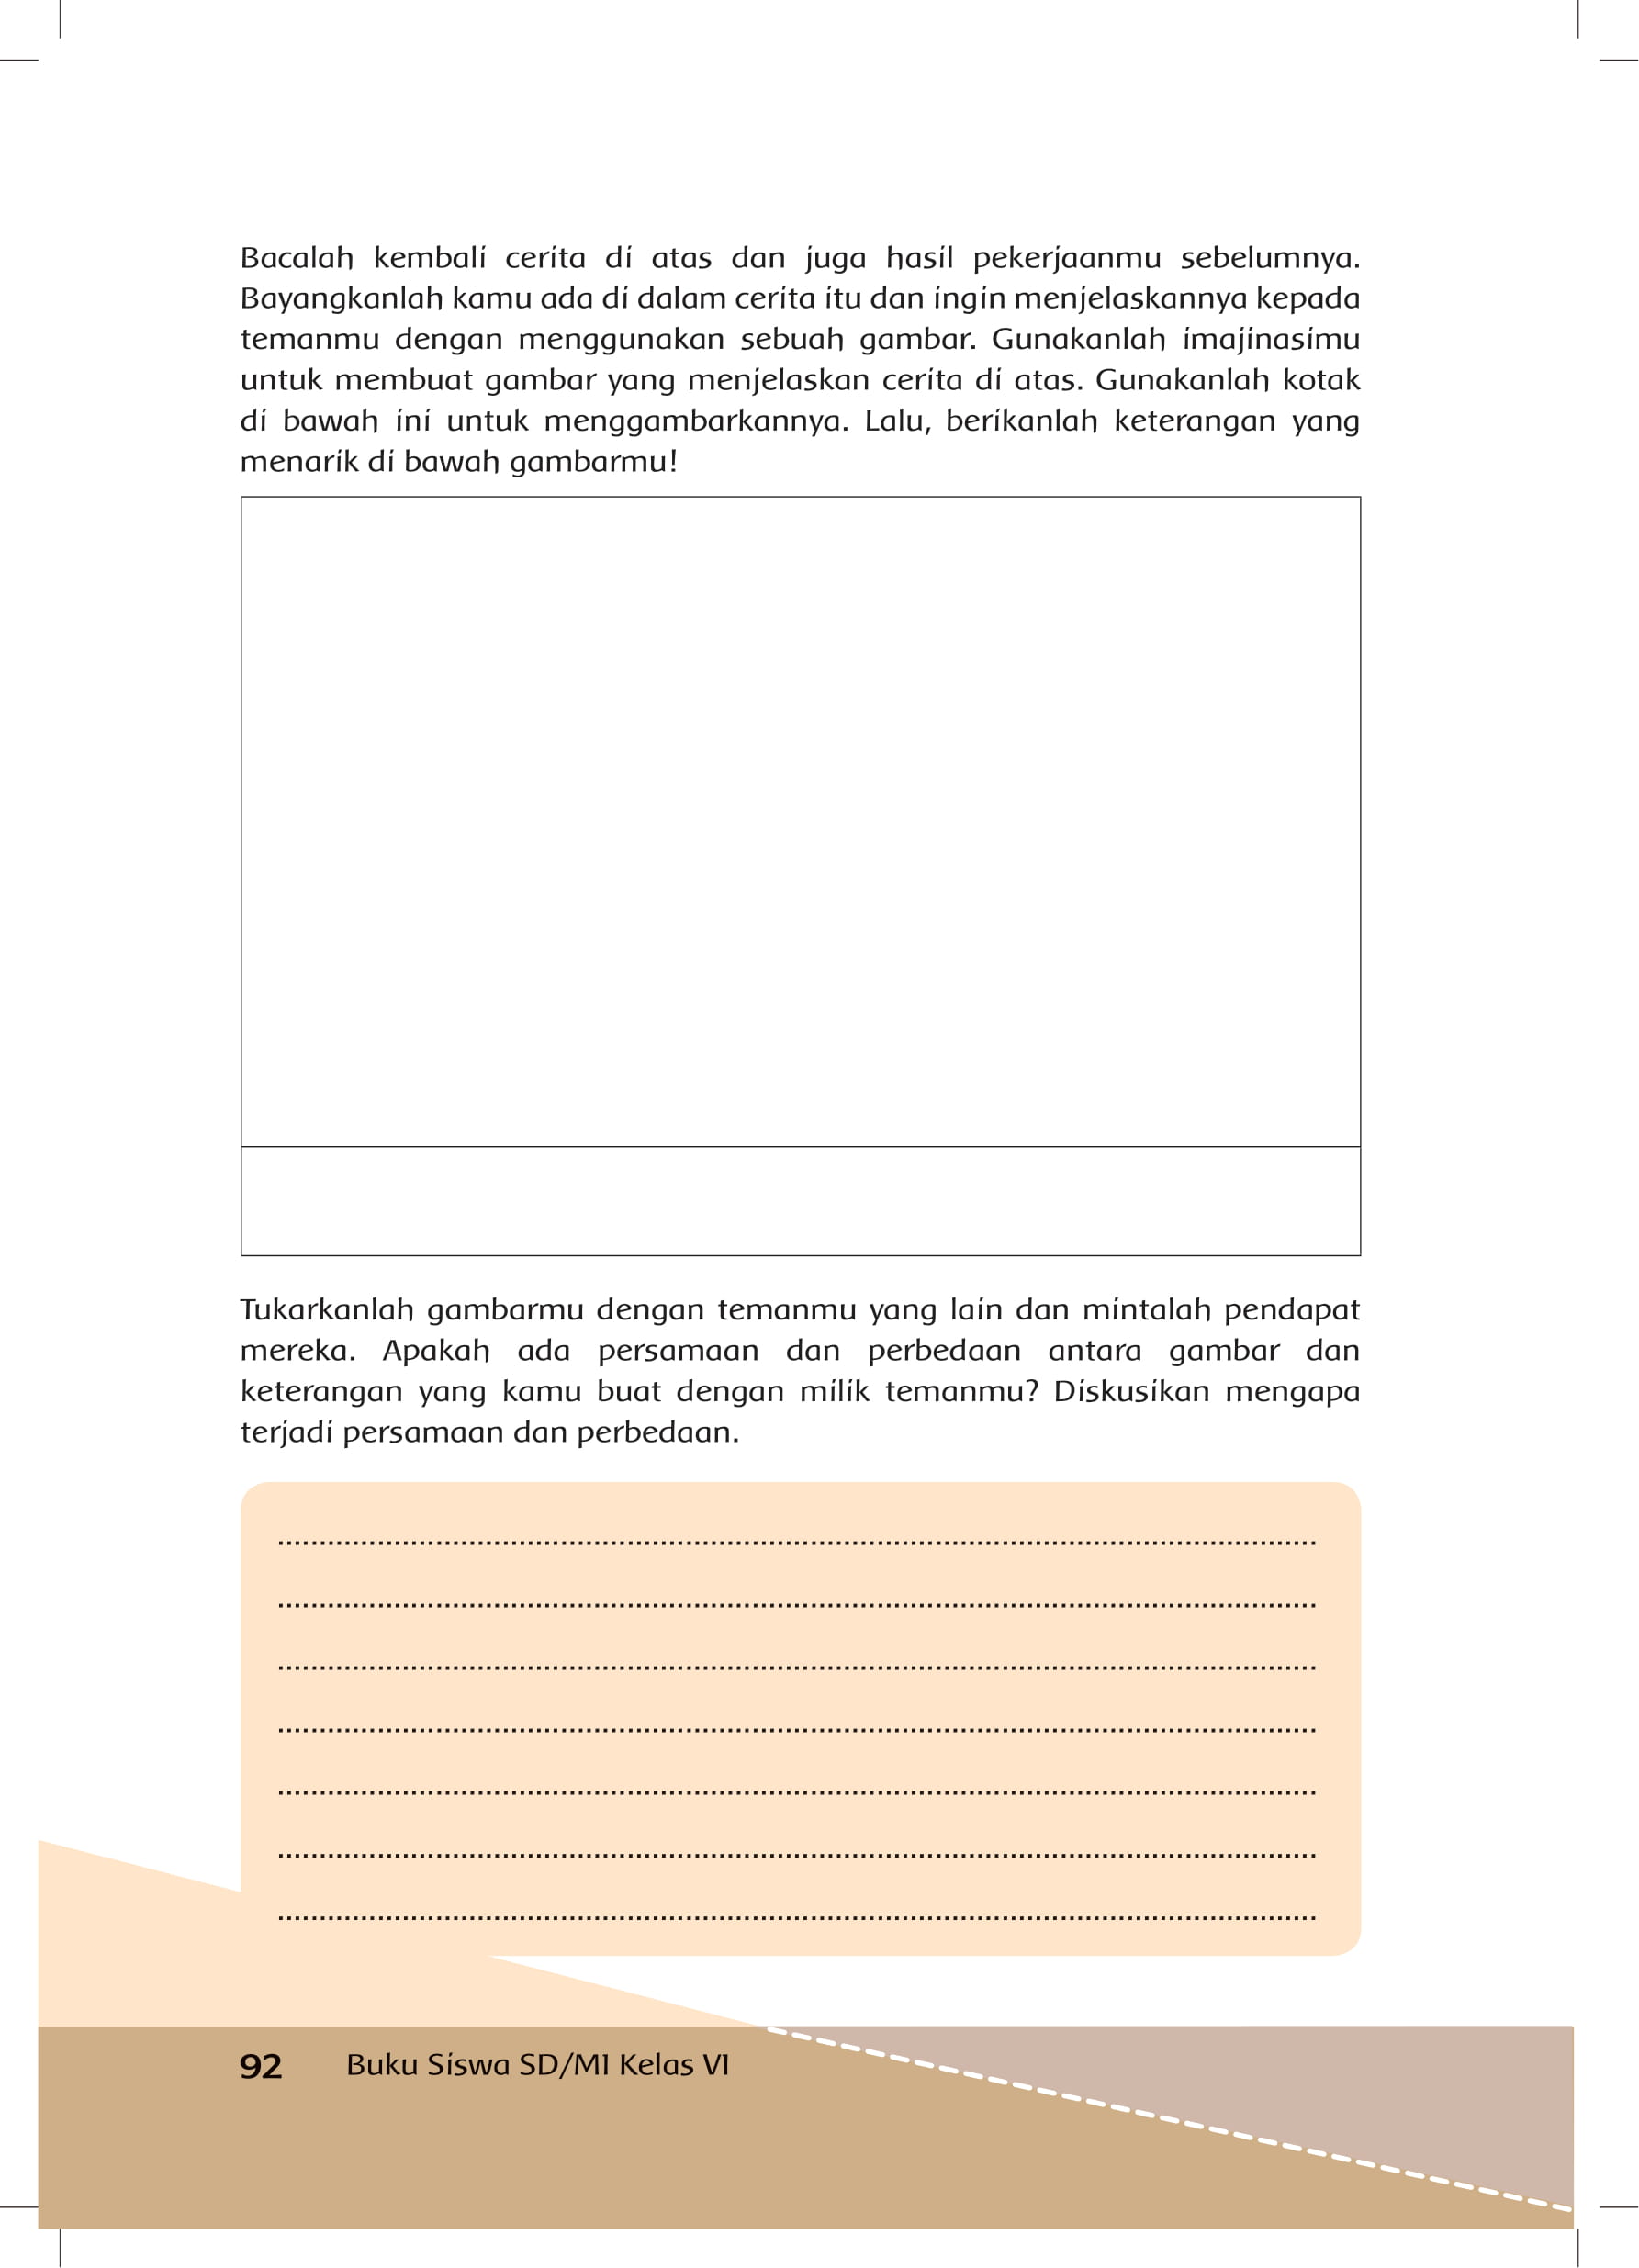 Bacalah kembali cerita di atas dan juga hasil pekerjaanmu sebelumnya.
Bayangkanlah kamu ada di dalam cerita itu dan ingin menjelaskannya kepada
temanmu dengan menggunakan sebuah gambar. Gunakanlah imajinasimu
untuk membuat gambar yang menjelaskan cerita di atas. Gunakanlah kotak
di bawah ini untuk menggambarkannya. Lalu, berikanlah keterangan yang
menarik di bawah gambarmu!
Tukarkanlah gambarmu dengan temanmu yang lain dan mintalah pendapat
mereka. Apakah ada persamaan dan perbedaan antara gambar dan
keterangan yang kamu buat dengan milik temanmu? Diskusikan mengapa
terjadi persamaan dan perbedaan.
92 Buku Siswa SD/MI Kelas VI